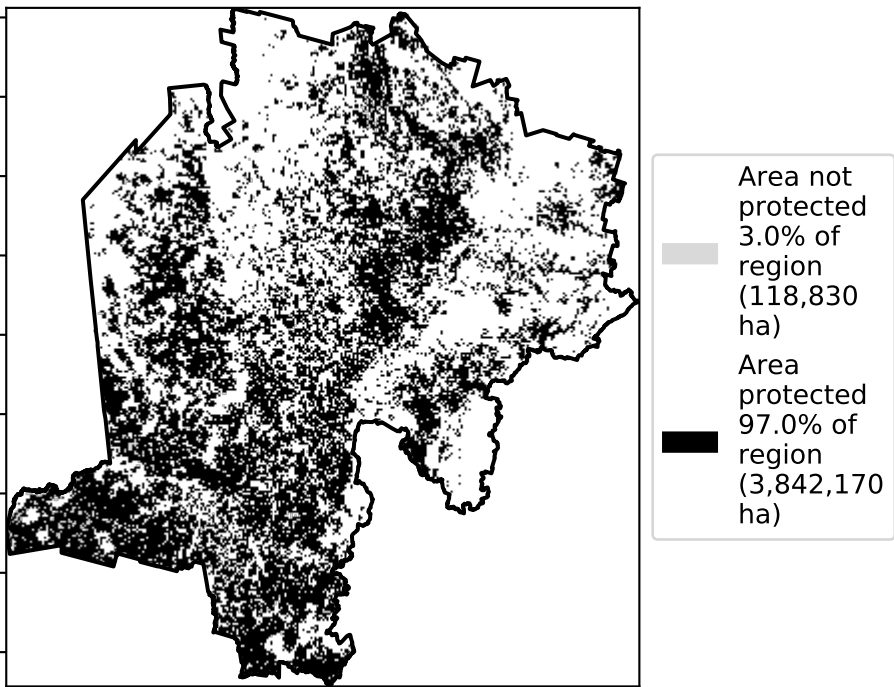 Area not
protected
3.0% of
region
(118,830
ha)
Area
protected
97.0% of
region
(3,842,170
ha)